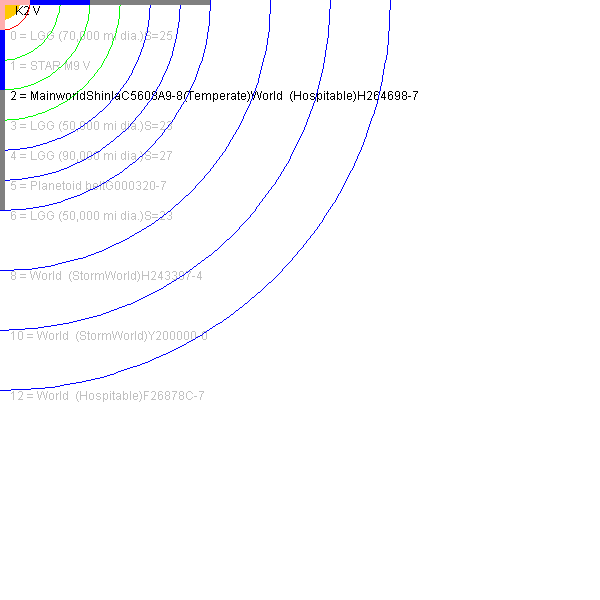 K2 V
0 = LGG (70,000 mi dia.)S=25
1 = STAR M9 V
2 = MainworldShinlaC5608A9-8(Temperate)World (Hospitable)H264698-7
3 = LGG (50,000 mi dia.)S=23
4 = LGG (90,000 mi dia.)S=27
5 = Planetoid beltG000320-7
6 = LGG (50,000 mi dia.)S=23
8 = World (StormWorld)H243367-4
10 = World (StormWorld)Y200000-0
12 = World (Hospitable)F26878C-7